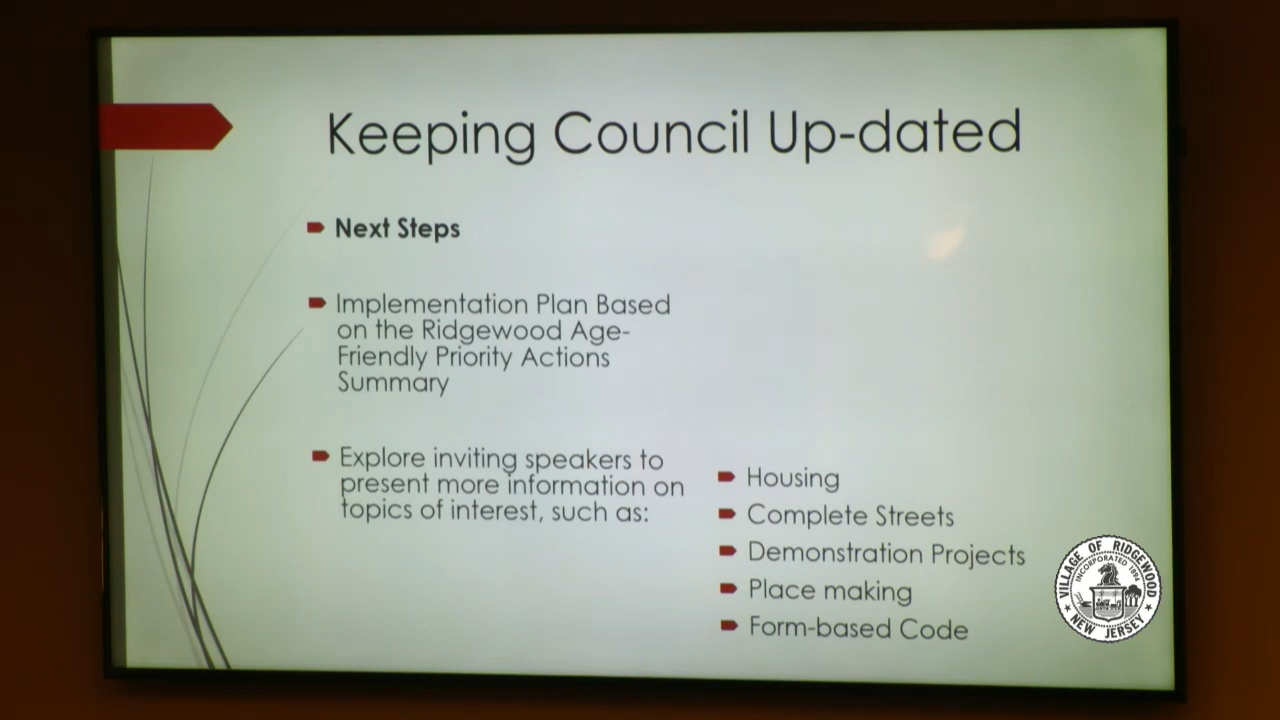 Keeping Council Up-dated
Next Steps
Implementation Plan Based
on the Ridgewood Age-
Friendly Priority Actions
Summary
Explore inviting speakers to
present more information on
topics of interest, such as:
Housing
Complete Streets
Demonstration Projects
Place making
Form-based Code
VILLAGE OF RIDGEWOOD
INCORPORATED 1894
NEW JERSEY